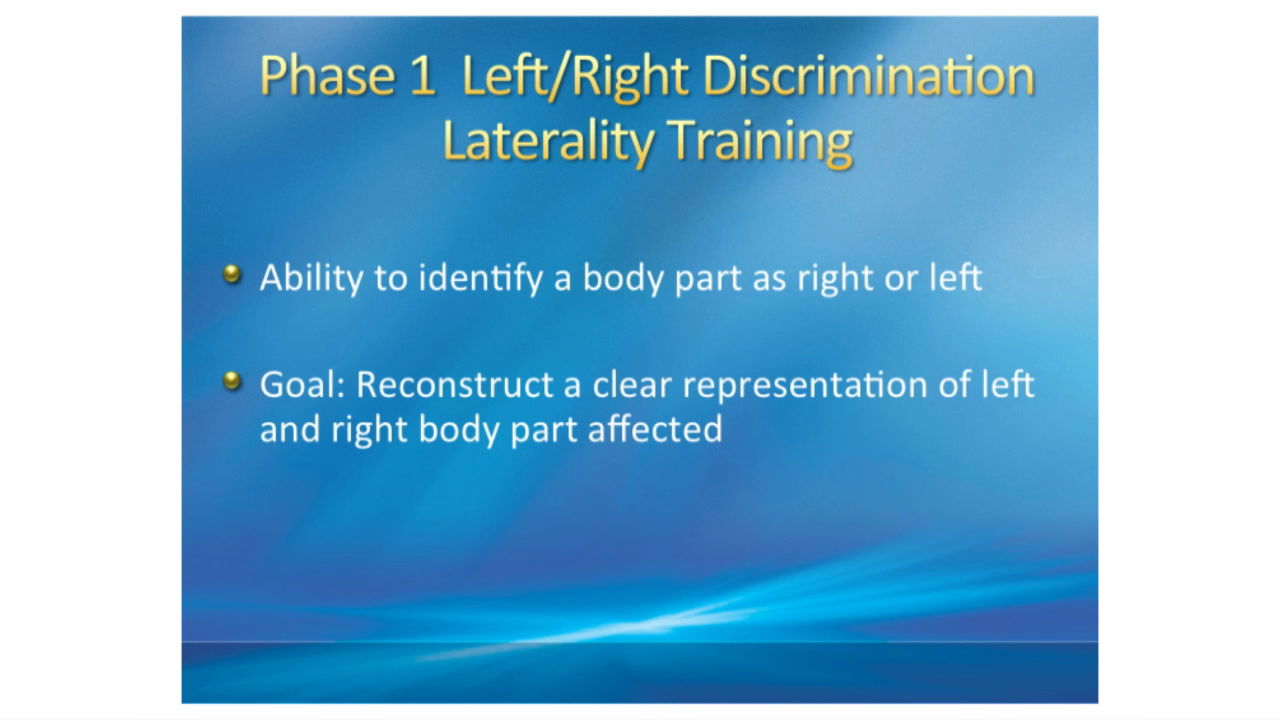 Phase 1 Left/Right Discrimination
Laterality Training
Ability to identify a body part as right or left
Goal: Reconstruct a clear representation of left
and right body part affected